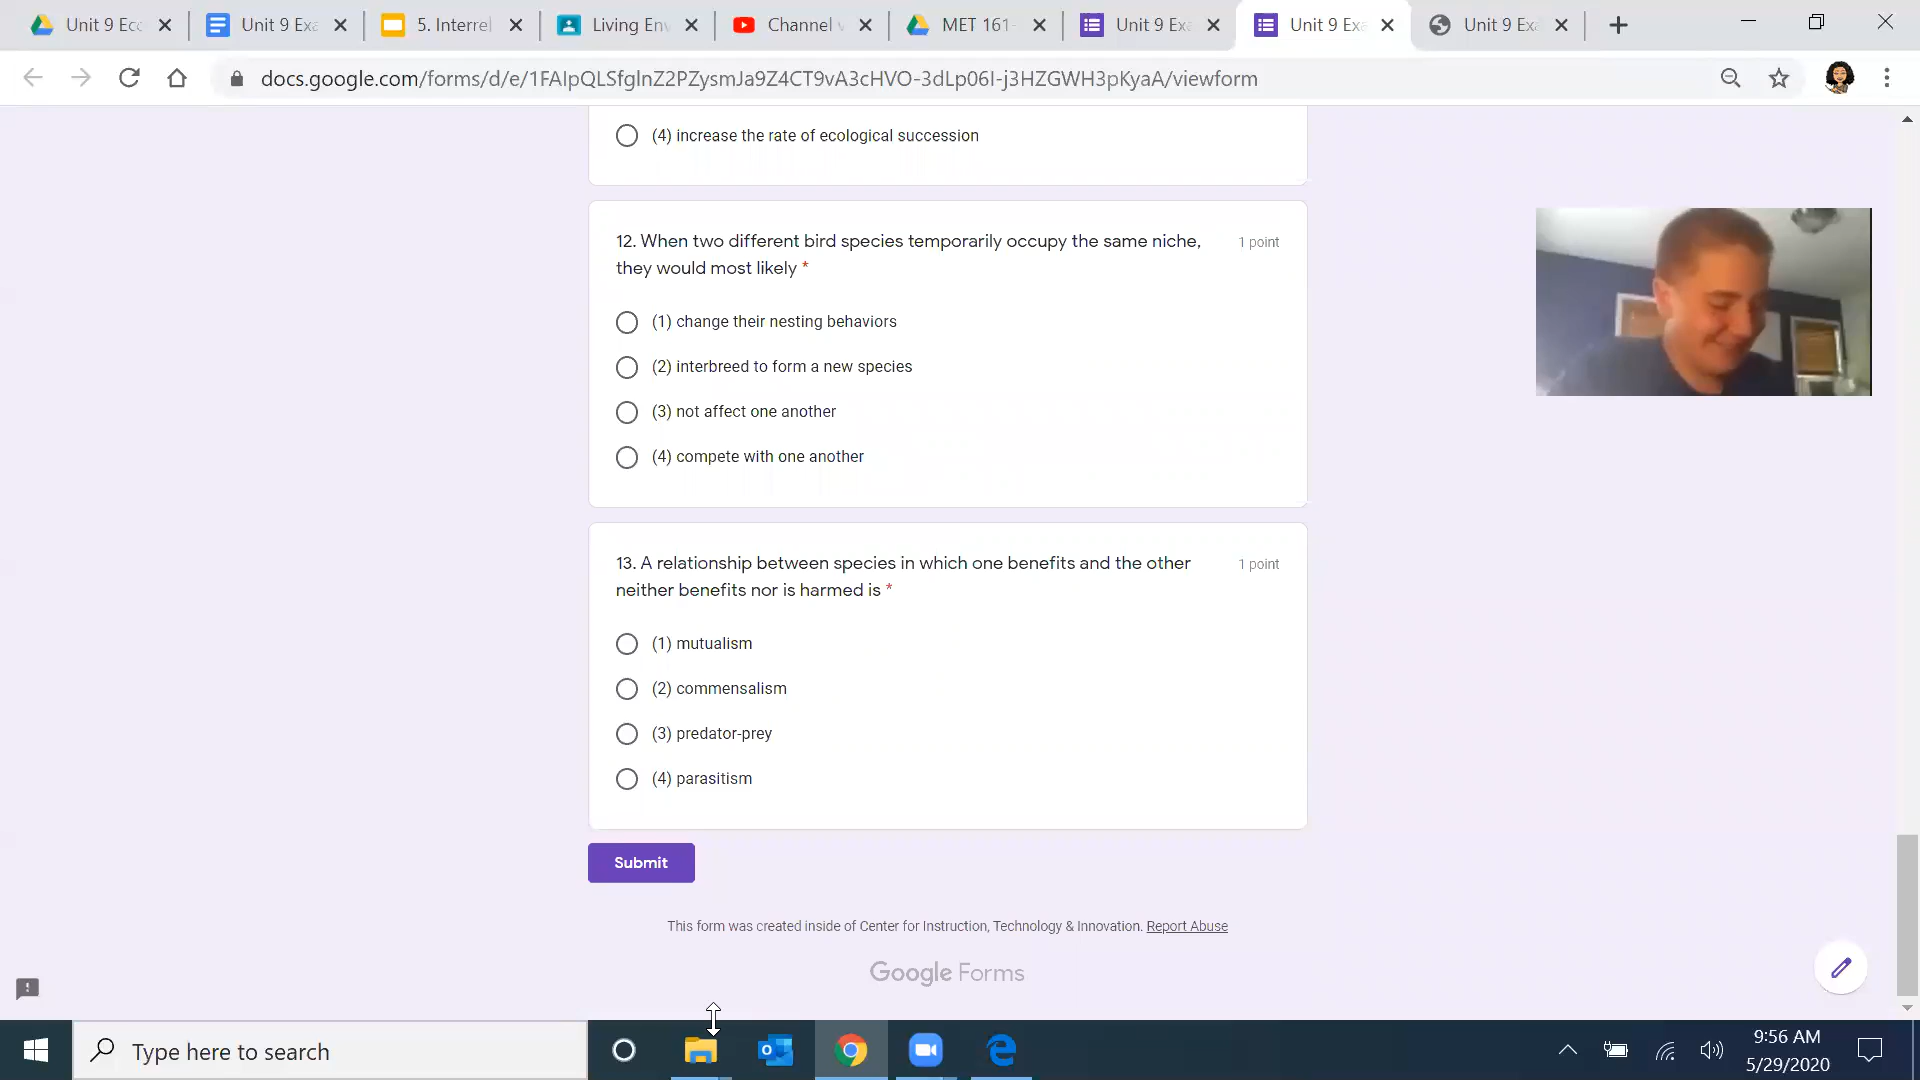 Unit 9 Ecc
Unit 9 Exa
5. Interrel
Living Env
Channel v
MET 161-
Unit 9 Exa
Unit 9 Exa
Unit 9 Exa
docs.google.com/forms/d/e/1FAIpQLSfglnZ2PZysmJa9Z4CT9vA3cHVO-3dLp06I-j3HZGWH3pKyaA/viewform
(4) increase the rate of ecological succession
12. When two different bird species temporarily occupy the same niche, 1 point
they would most likely *
(1) change their nesting behaviors
(2) interbreed to form a new species
(3) not affect one another
(4) compete with one another
13. A relationship between species in which one benefits and the other 1 point
neither benefits nor is harmed is *
(1) mutualism
(2) commensalism
(3) predator-prey
(4) parasitism
Submit
This form was created inside of Center for Instruction, Technology & Innovation. Report Abuse
Google Forms
Type here to search
9:56 AM
5/29/2020